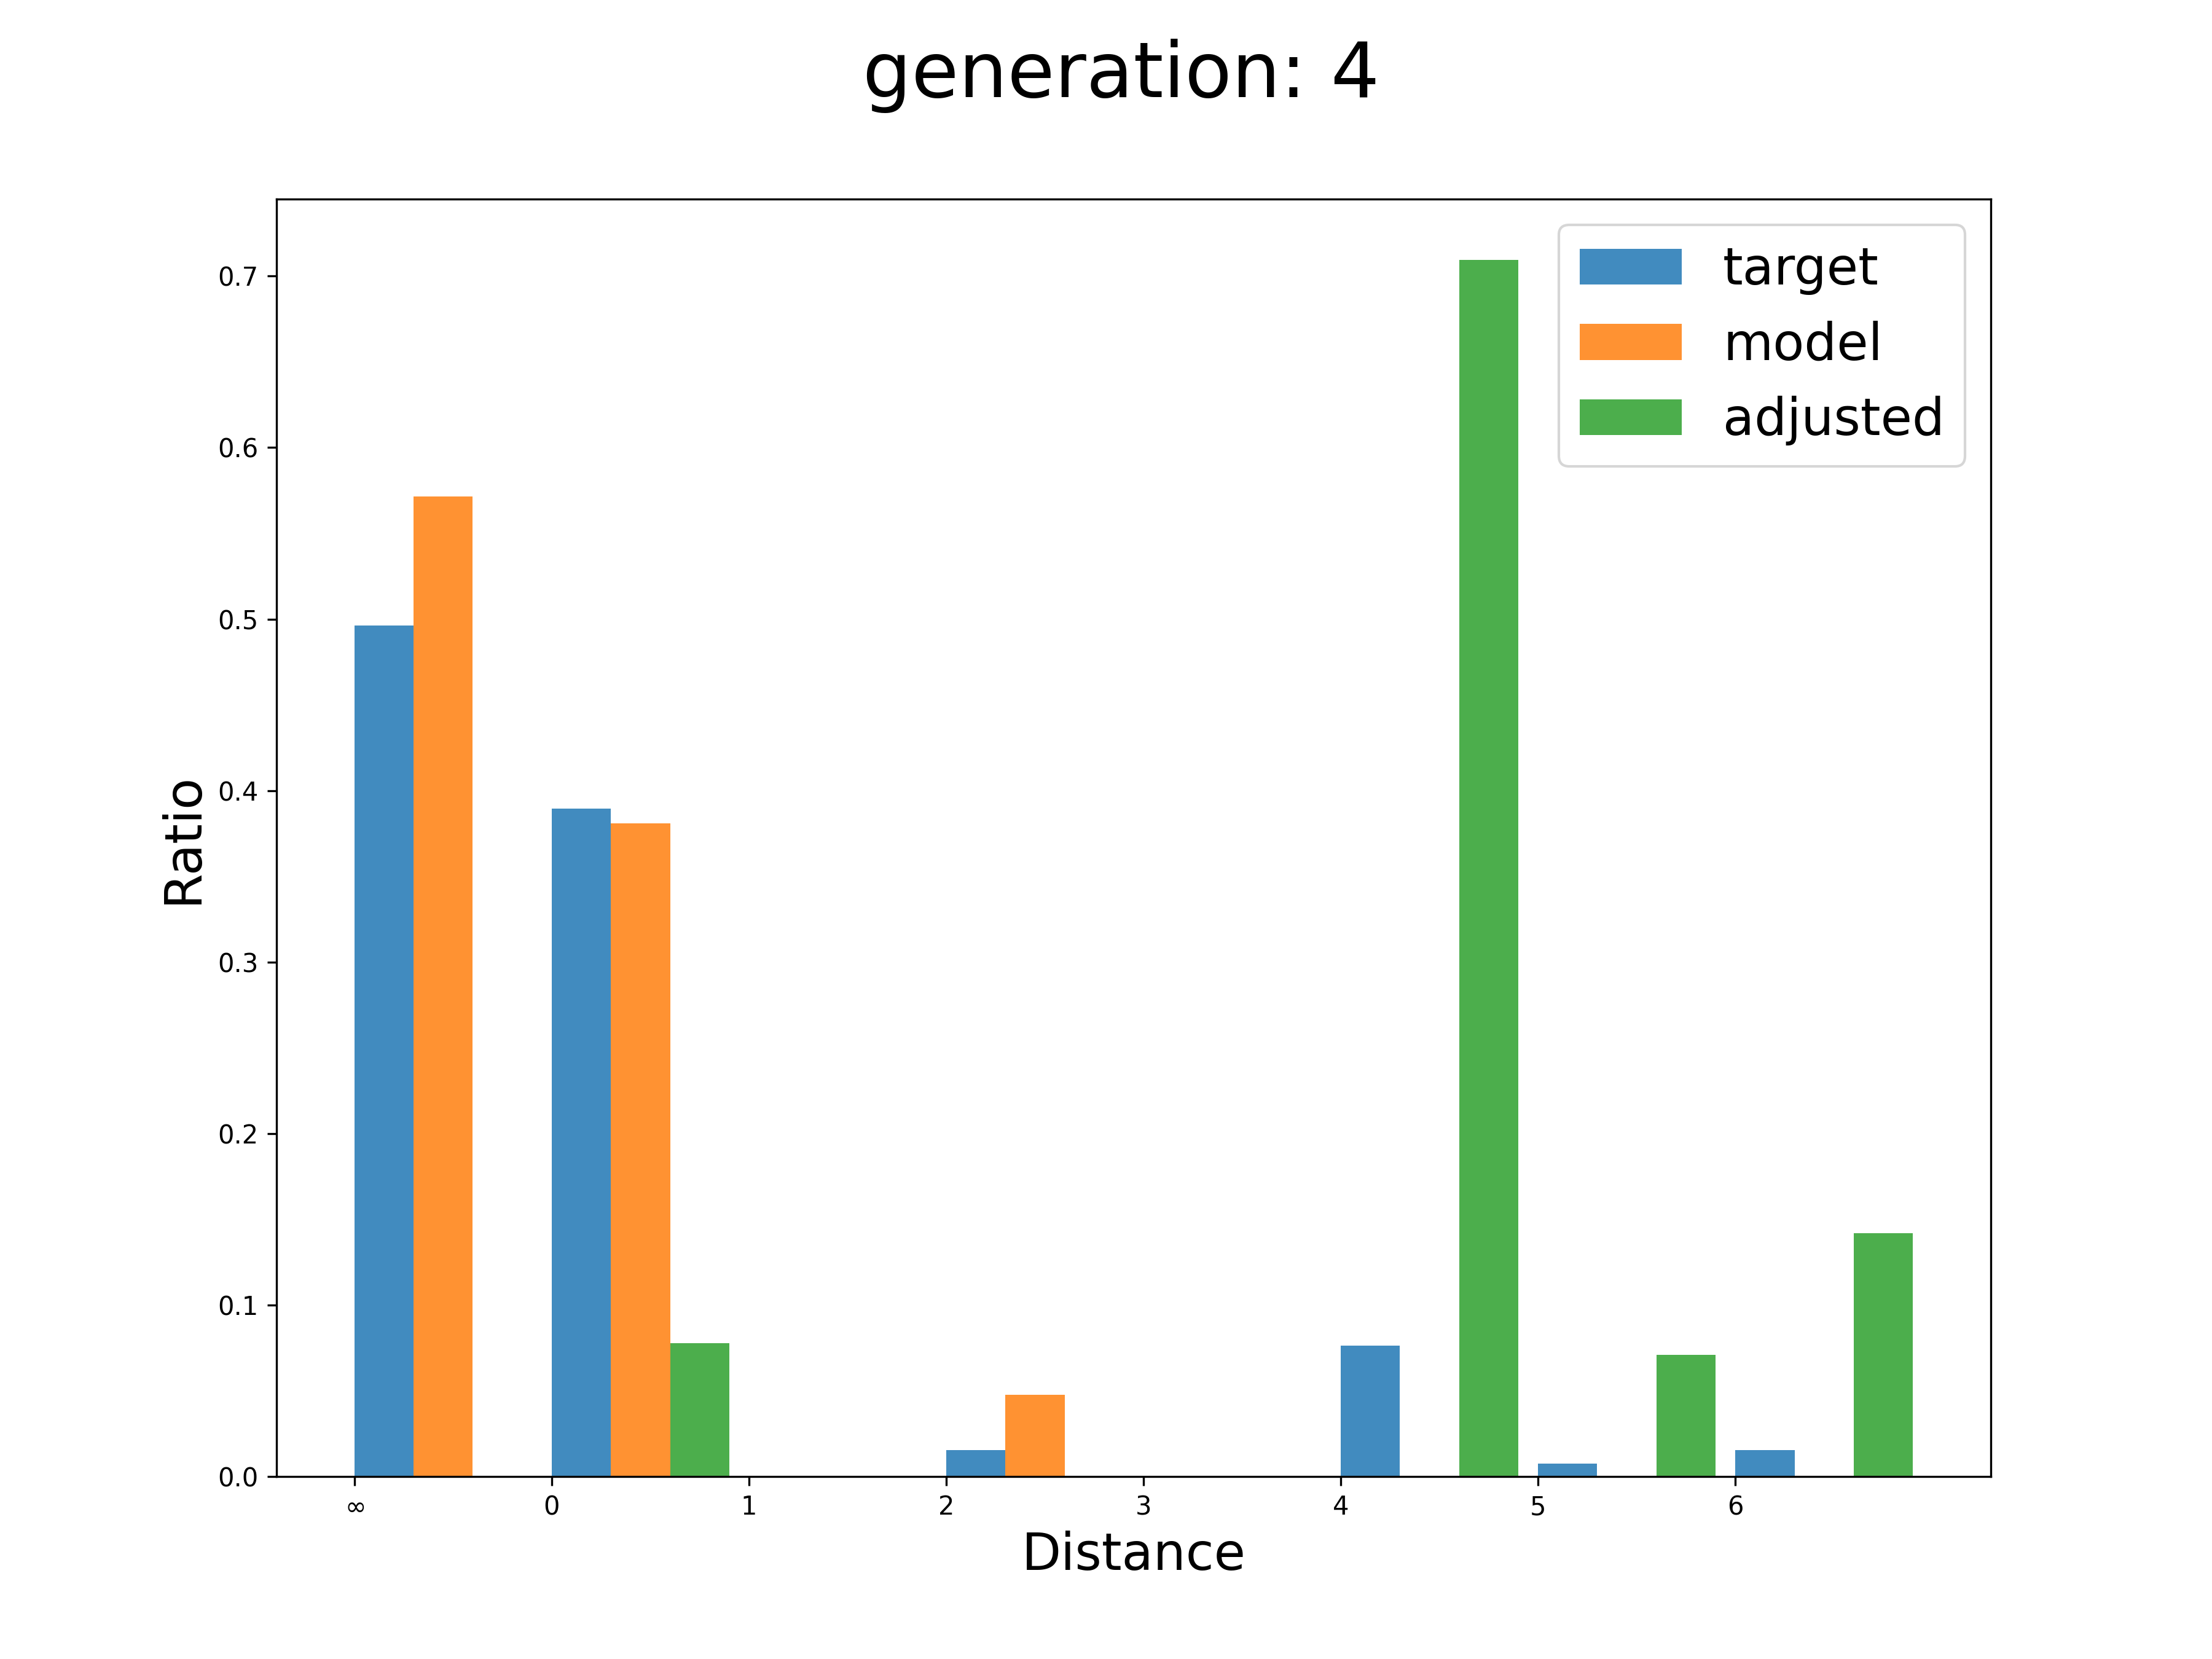 generation: 4
target
model
adjusted
0.7
0.6
0.5
0.4
0.3
0.2
0.1
0.0
Ratio
∞ 0 1 2 3 4 5 6
Distance